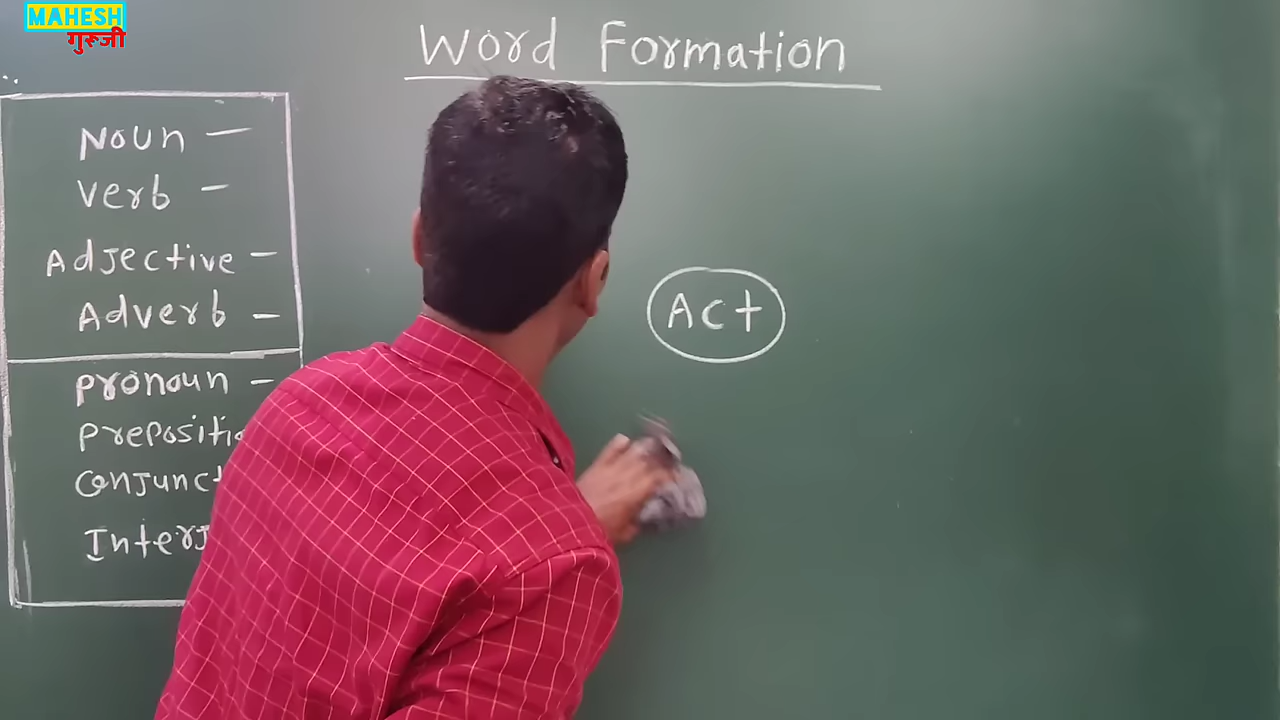 MAHESH
गुरूजी
Word Formation
Noun —
Verb —
Adjective —
Adverb —
Pronoun —
Act